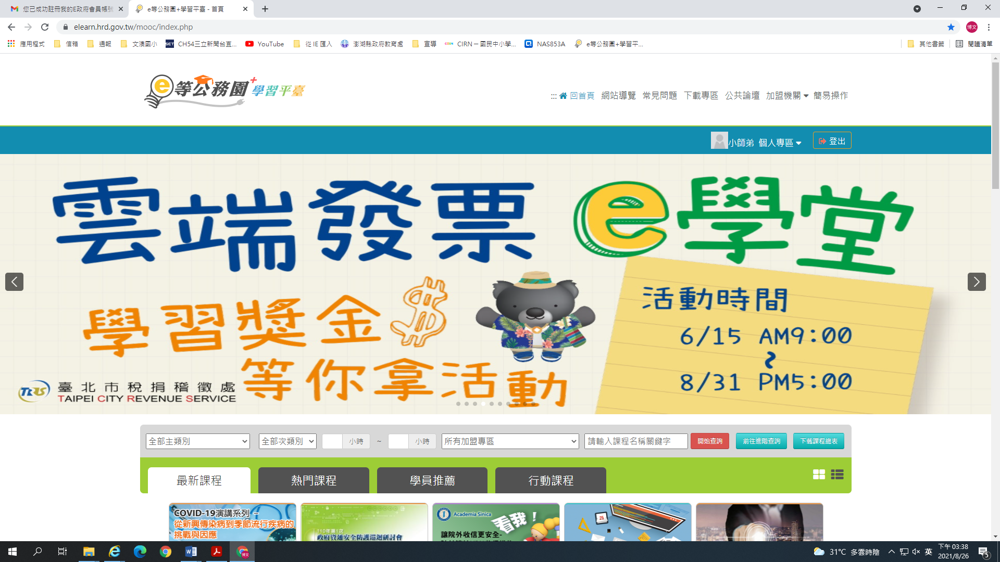 您已成功註冊我的E政府會員帳號
e等公務園+學習平臺 - 首頁
elearn.hrd.gov.tw/mooc/index.php
博文
應用程式
信箱
通報
文澳國小
SET
CH54三立新聞台直...
YouTube
從 IE 匯入
澎湖縣政府教育處
宣導
CIRN
CIRN－國民中小學...
NAS853A
e等公務園+學習平...
其他書籤
閱讀清單
e等公務園+學習平臺
::: 回首頁 網站導覽 常見問題 下載專區 公共論壇 加盟機關 簡易操作
小師弟 個人專區 登出
雲端發票 e學堂
學習獎金$
等你拿活動
活動時間
6/15 AM9:00
~
8/31 PM5:00
臺北市稅捐稽徵處
TAIPEI CITY REVENUE SERVICE
全部主類別 全部次類別 小時 ~ 小時 所有加盟專區 請輸入課程名稱關鍵字 開始查詢 前往進階查詢 下載課程總表
最新課程 熱門課程 學員推薦 行動課程
COVID-19演講系列 –
從新興傳染病到季節流行疾病的
挑戰與因應
110年第1次
政府資通安全防護巡迴研討會
Academia Sinica
看我！
讓院外收信更安全-
25
博文
31°C 多雲時陰
英
下午 03:38
2021/8/26
5